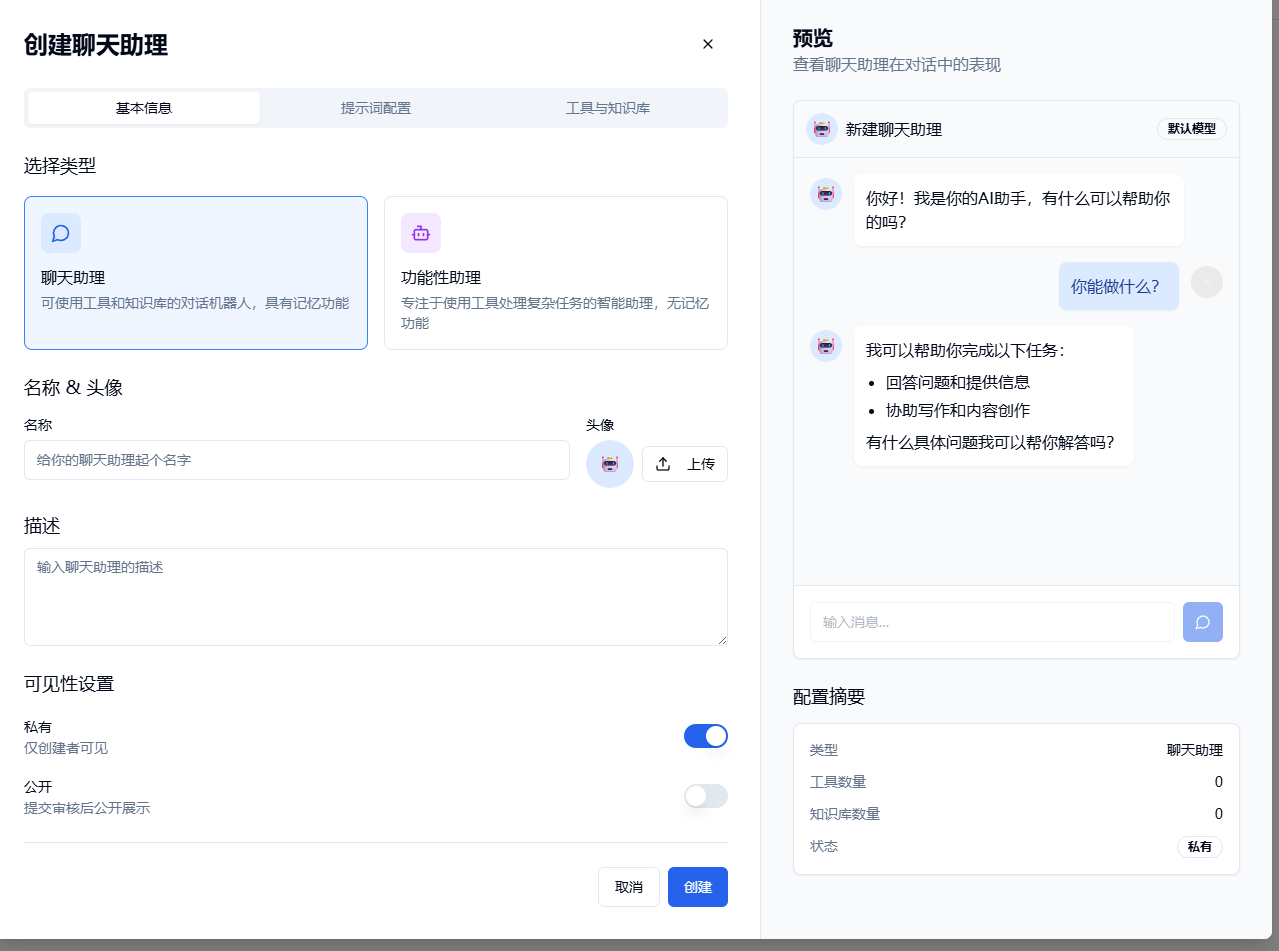 创建聊天助理
基本信息
提示词配置
工具与知识库
选择类型
聊天助理
可使用工具和知识库的对话机器人，具有记忆功能
功能性助理
专注于使用工具处理复杂任务的智能助理，无记忆
功能
名称 & 头像
名称
给你的聊天助理起个名字
头像
上传
描述
输入聊天助理的描述
可见性设置
私有
仅创建者可见
公开
提交审核后公开展示
取消
创建
预览
查看聊天助理在对话中的表现
新建聊天助理
默认模型
你好！我是你的AI助手，有什么可以帮助你
的吗？
你能做什么？
我可以帮助你完成以下任务：
• 回答问题和提供信息
• 协助写作和内容创作
有什么具体问题我可以帮你解答吗？
输入消息...
配置摘要
类型
聊天助理
工具数量
0
知识库数量
0
状态
私有